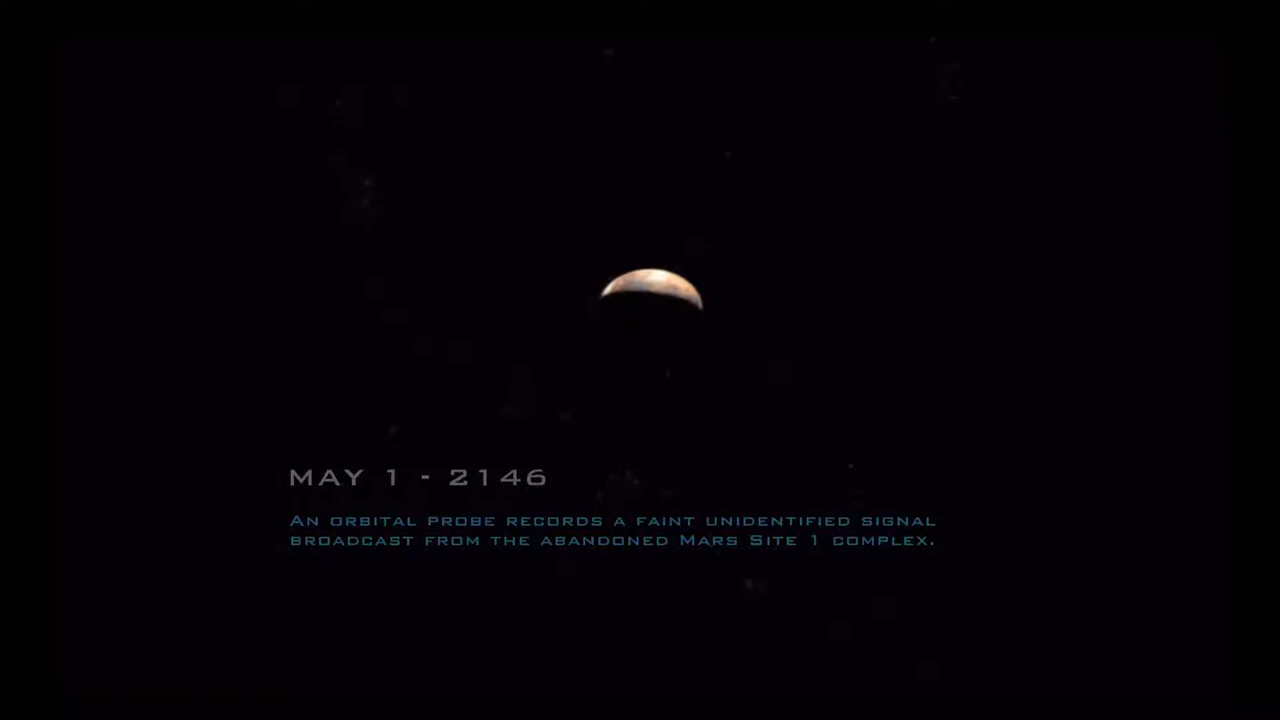 MAY 1 - 2146
AN ORBITAL PROBE RECORDS A FAINT UNIDENTIFIED SIGNAL
BROADCAST FROM THE ABANDONED MARS SITE 1 COMPLEX.